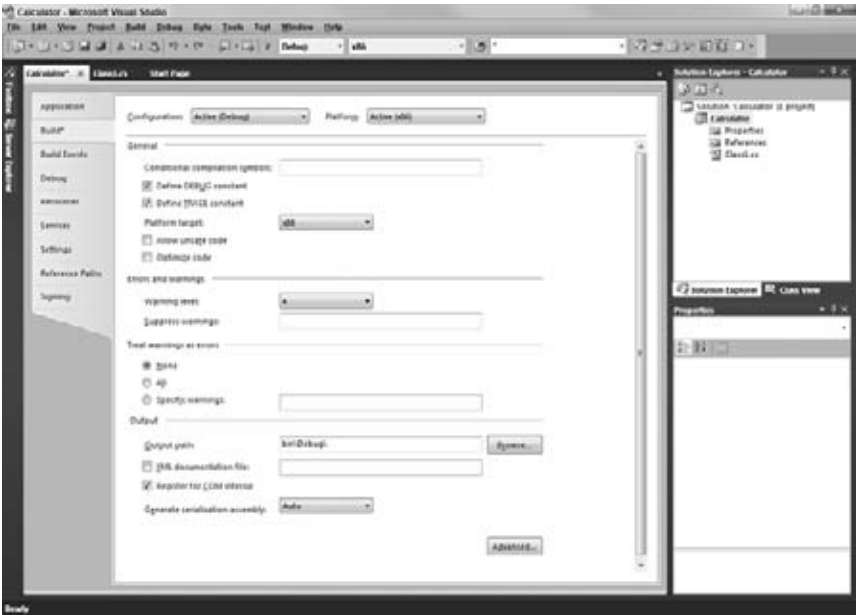 Calculator - Microsoft Visual Studio
File Edit View Project Build Debug Data Tools Test Window Help
Debug x86
Calculator* Class1.cs Start Page
Toolbox
Server Explorer
Application
Build*
Build Events
Debug
Resources
Services
Settings
Reference Paths
Signing
Configuration: Active (Debug) Platform: Active (x86)
General
Conditional compilation symbols:
Define DEBUG constant
Define TRACE constant
Platform target: x86
Allow unsafe code
Optimize code
Errors and warnings
Warning level: 4
Suppress warnings:
Treat warnings as errors
None
All
Specific warnings:
Output
Output path: bin\Debug\ Browse...
XML documentation file:
Register for COM interop
Generate serialization assembly: Auto
Advanced...
Solution Explorer - Calculator
Solution 'Calculator' (1 project)
Calculator
Properties
References
Class1.cs
Solution Explorer Class View
Properties
Ready